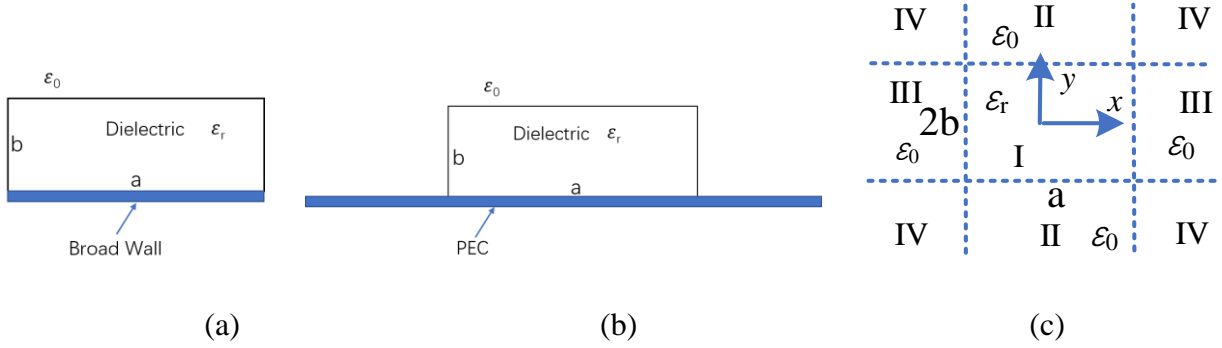 ε₀
Dielectric εᵣ
b
a
Broad Wall
(a)
ε₀
Dielectric εᵣ
b
a
PEC
(b)
IV II IV
ε₀
III εᵣ y x III
2b
ε₀ I ε₀
a
IV II ε₀ IV
(c)